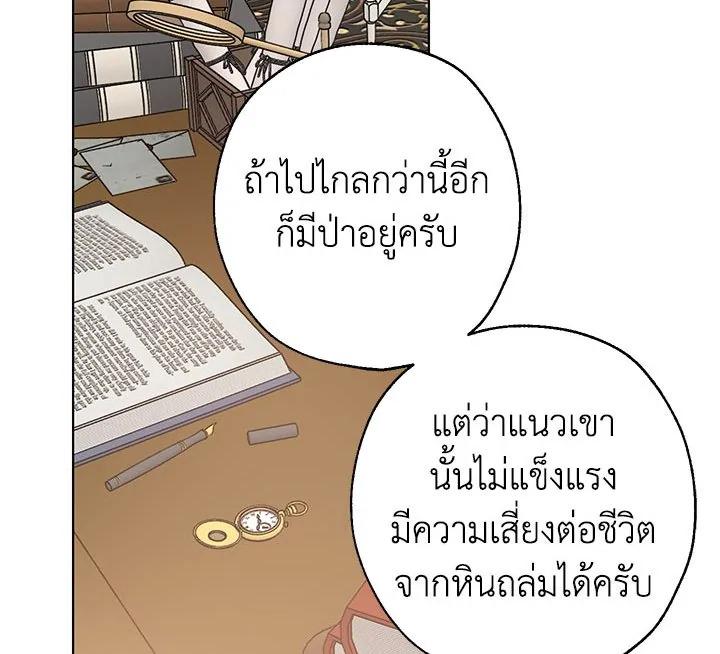 ถ้าไปไกลกว่านี้อีก
ก็มีป่าอยู่ครับ
แต่ว่าแนวเขา
นั้นไม่แข็งแรง
มีความเสี่ยงต่อชีวิต
จากหินถล่มได้ครับ